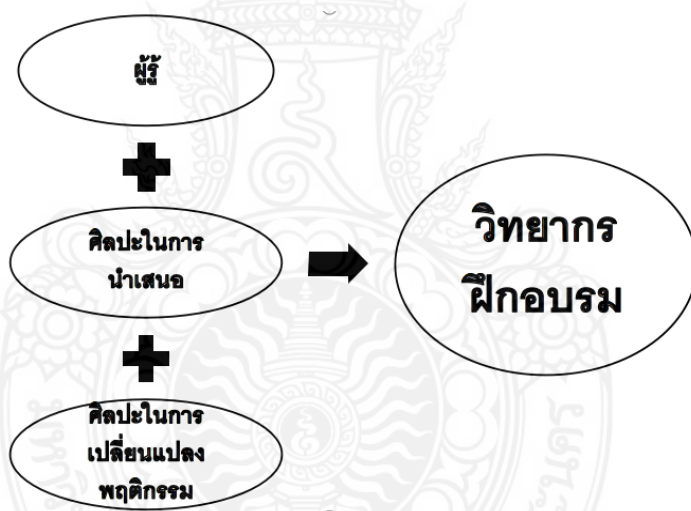 ผู้รู้
ศิลปะในการ
นำเสนอ
ศิลปะในการ
เปลี่ยนแปลง
พฤติกรรม
วิทยากร
ฝึกอบรม